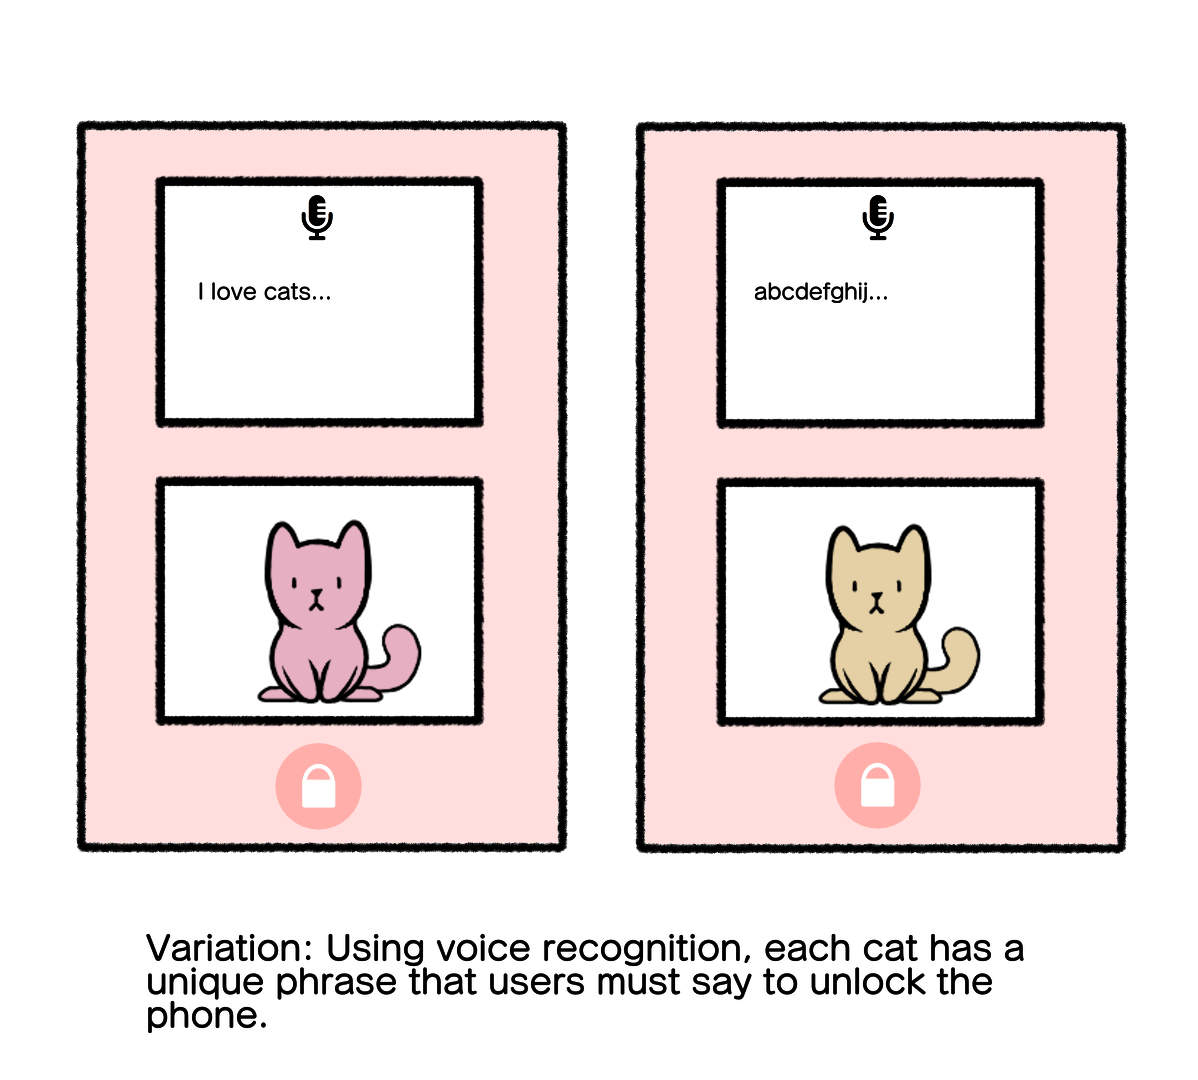 I love cats...
abcdefghij...
Variation: Using voice recognition, each cat has a
unique phrase that users must say to unlock the
phone.